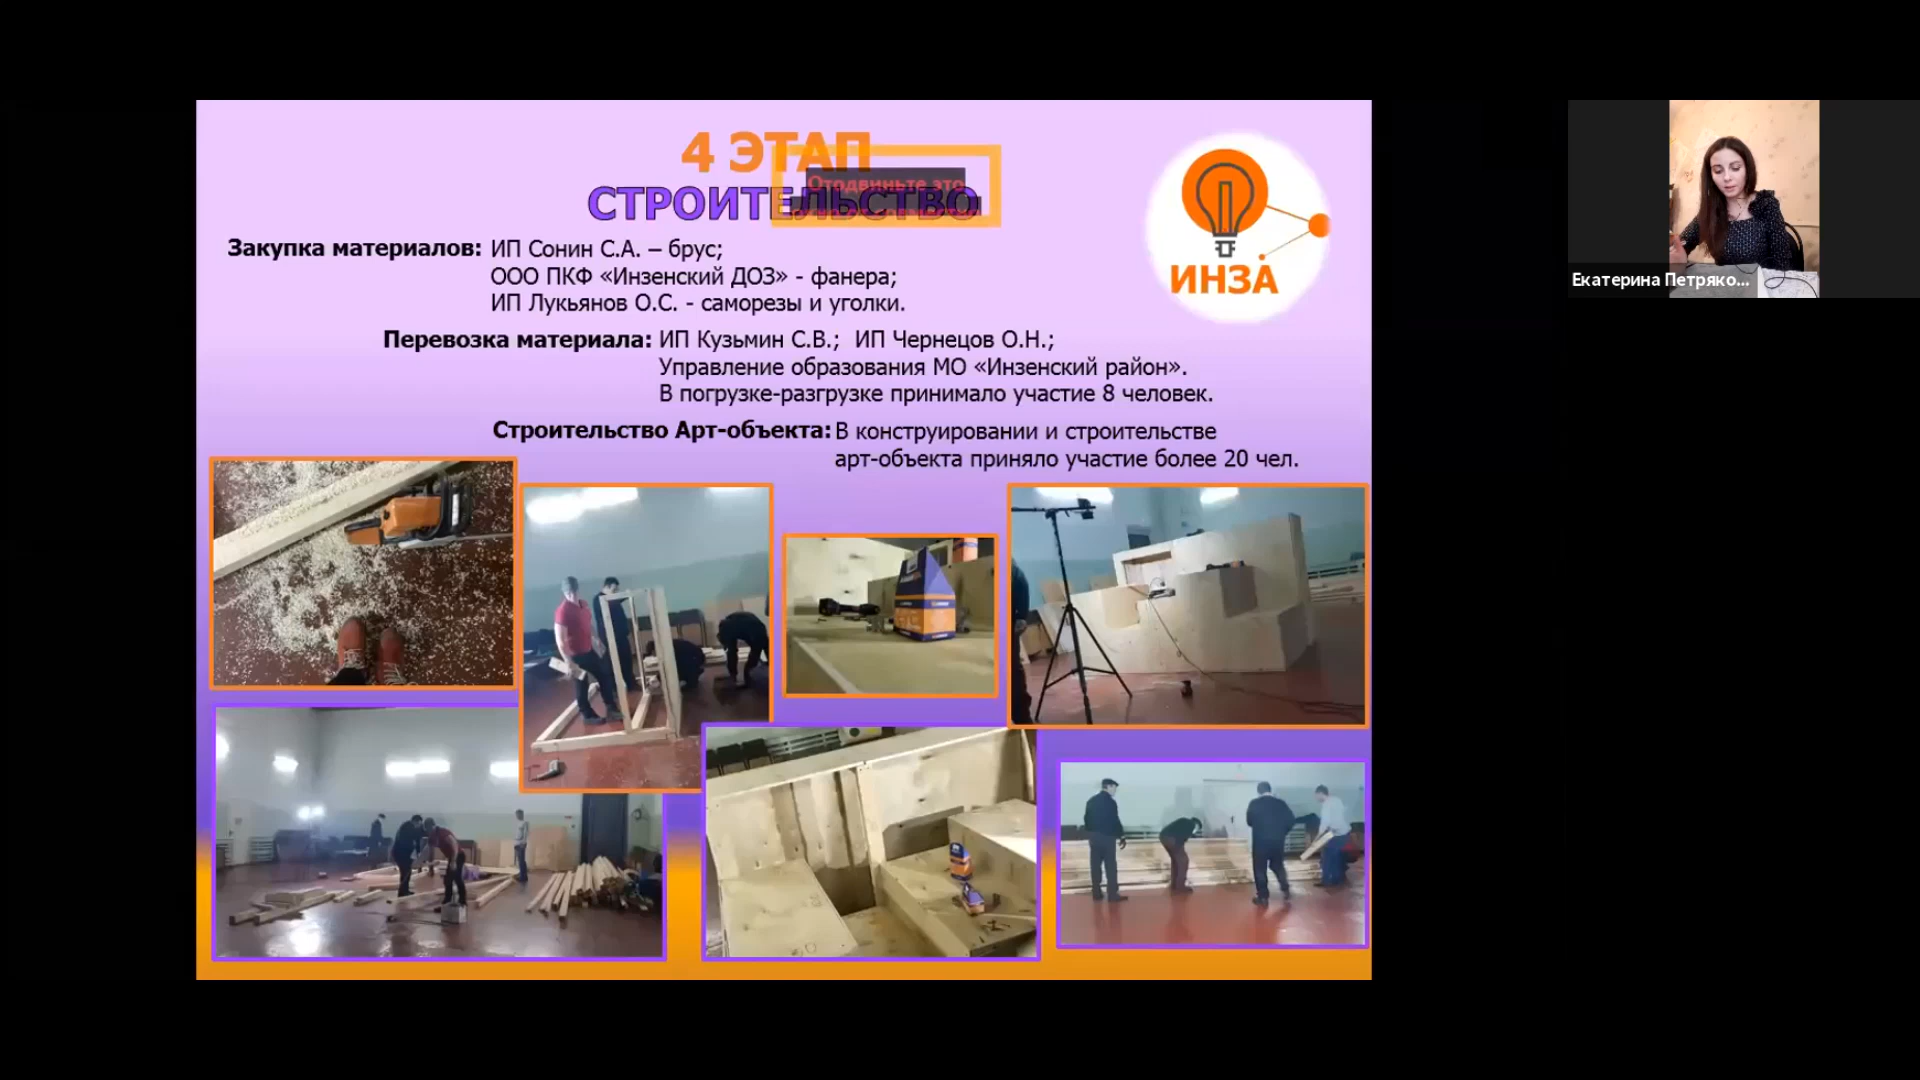 4 ЭТАП
СТРОИТЕЛЬСТВО
Отодвиньте это
ИНЗА
Закупка материалов: ИП Сонин С.А. – брус;
ООО ПКФ «Инзенский ДОЗ» - фанера;
ИП Лукьянов О.С. - саморезы и уголки.
Перевозка материала: ИП Кузьмин С.В.; ИП Чернецов О.Н.;
Управление образования МО «Инзенский район».
В погрузке-разгрузке принимало участие 8 человек.
Строительство Арт-объекта: В конструировании и строительстве
арт-объекта приняло участие более 20 чел.
Екатерина Петряко...